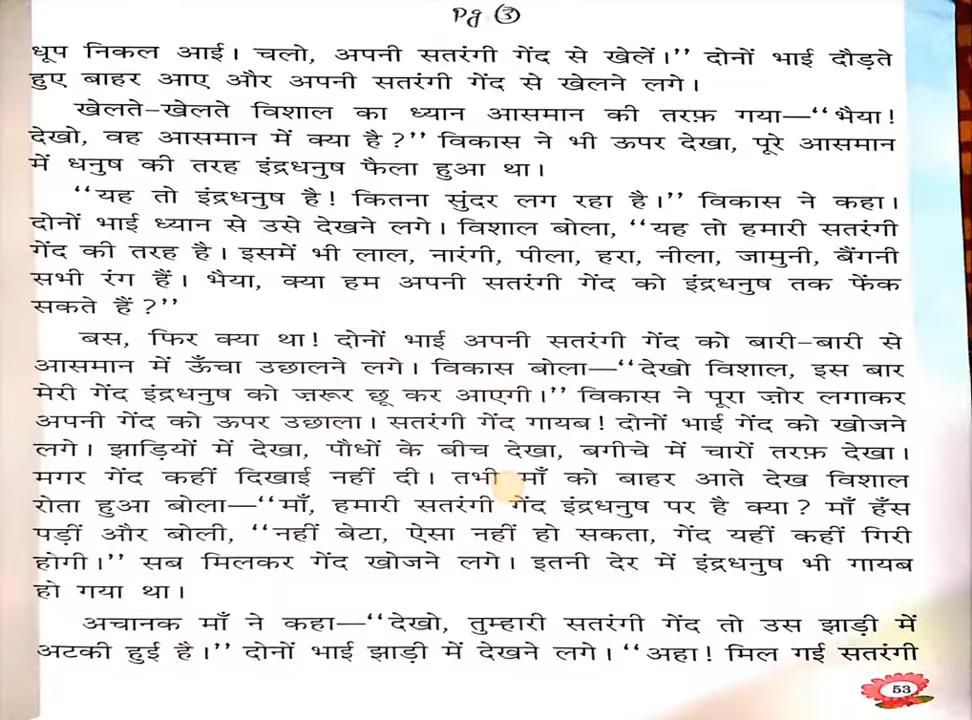 Pg ③
धूप निकल आई। चलो, अपनी सतरंगी गेंद से खेलें।” दोनों भाई दौड़ते
हुए बाहर आए और अपनी सतरंगी गेंद से खेलने लगे।
खेलते-खेलते विशाल का ध्यान आसमान की तरफ़ गया—“भैया!
देखो, वह आसमान में क्या है?” विकास ने भी ऊपर देखा, पूरे आसमान
में धनुष की तरह इंद्रधनुष फैला हुआ था।
“यह तो इंद्रधनुष है! कितना सुंदर लग रहा है।” विकास ने कहा।
दोनों भाई ध्यान से उसे देखने लगे। विशाल बोला, “यह तो हमारी सतरंगी
गेंद की तरह है। इसमें भी लाल, नारंगी, पीला, हरा, नीला, जामुनी, बैंगनी
सभी रंग हैं। भैया, क्या हम अपनी सतरंगी गेंद को इंद्रधनुष तक फेंक
सकते हैं?”
बस, फिर क्या था! दोनों भाई अपनी सतरंगी गेंद को बारी-बारी से
आसमान में ऊँचा उछालने लगे। विकास बोला—“देखो विशाल, इस बार
मेरी गेंद इंद्रधनुष को ज़रूर छू कर आएगी।” विकास ने पूरा ज़ोर लगाकर
अपनी गेंद को ऊपर उछाला। सतरंगी गेंद गायब! दोनों भाई गेंद को खोजने
लगे। झाड़ियों में देखा, पौधों के बीच देखा, बगीचे में चारों तरफ़ देखा।
मगर गेंद कहीं दिखाई नहीं दी। तभी माँ को बाहर आते देख विशाल
रोता हुआ बोला—“माँ, हमारी सतरंगी गेंद इंद्रधनुष पर है क्या? माँ हँस
पड़ीं और बोली, “नहीं बेटा, ऐसा नहीं हो सकता, गेंद यहीं कहीं गिरी
होगी।” सब मिलकर गेंद खोजने लगे। इतनी देर में इंद्रधनुष भी गायब
हो गया था।
अचानक माँ ने कहा—“देखो, तुम्हारी सतरंगी गेंद तो उस झाड़ी में
अटकी हुई है।” दोनों भाई झाड़ी में देखने लगे। “अहा! मिल गई सतरंगी
53